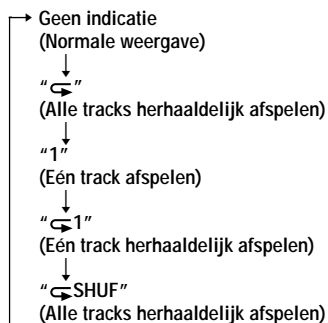 Geen indicatie
(Normale weergave)
“ ”
(Alle tracks herhaaldelijk afspelen)
“1”
(Eén track afspelen)
“ 1”
(Eén track herhaaldelijk afspelen)
“ SHUF”
(Alle tracks herhaaldelijk afspelen)